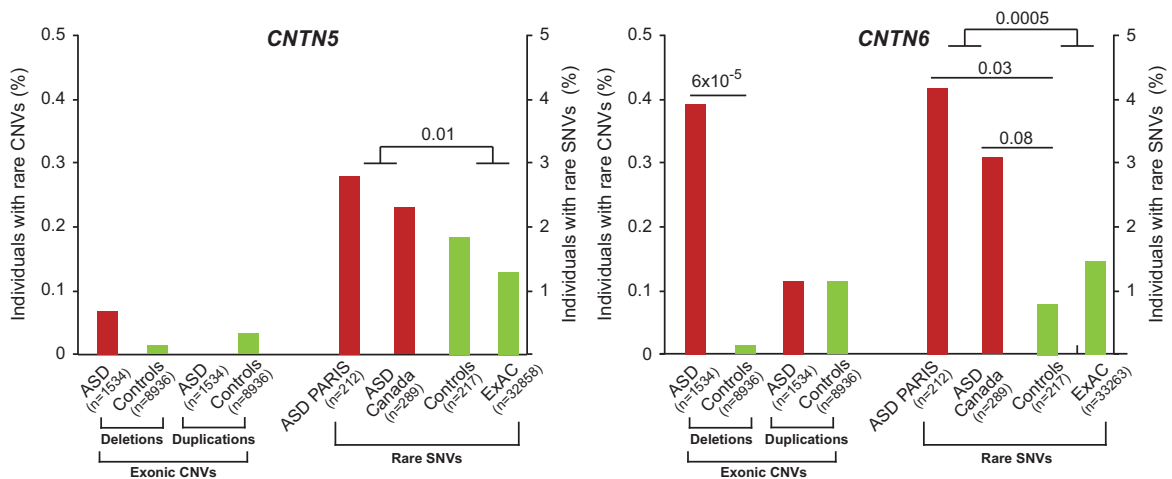 CNTN5
Individuals with rare CNVs (%)
0.5
0.4
0.3
0.2
0.1
0
0.01
5
4
3
2
1
Individuals with rare SNVs (%)
ASD
(n=1534)
Controls
(n=8936)
ASD
(n=1534)
Controls
(n=8936)
ASD PARIS
(n=212)
ASD
Canada
(n=289)
Controls
(n=217)
ExAC
(n=32858)
Deletions
Duplications
Exonic CNVs
Rare SNVs
CNTN6
Individuals with rare CNVs (%)
0.5
0.4
0.3
0.2
0.1
0
6x10-5
0.0005
0.03
0.08
5
4
3
2
1
Individuals with rare SNVs (%)
ASD
(n=1534)
Controls
(n=8936)
ASD
(n=1534)
Controls
(n=8936)
ASD PARIS
(n=212)
ASD
Canada
(n=289)
Controls
(n=217)
ExAC
(n=33263)
Deletions
Duplications
Exonic CNVs
Rare SNVs